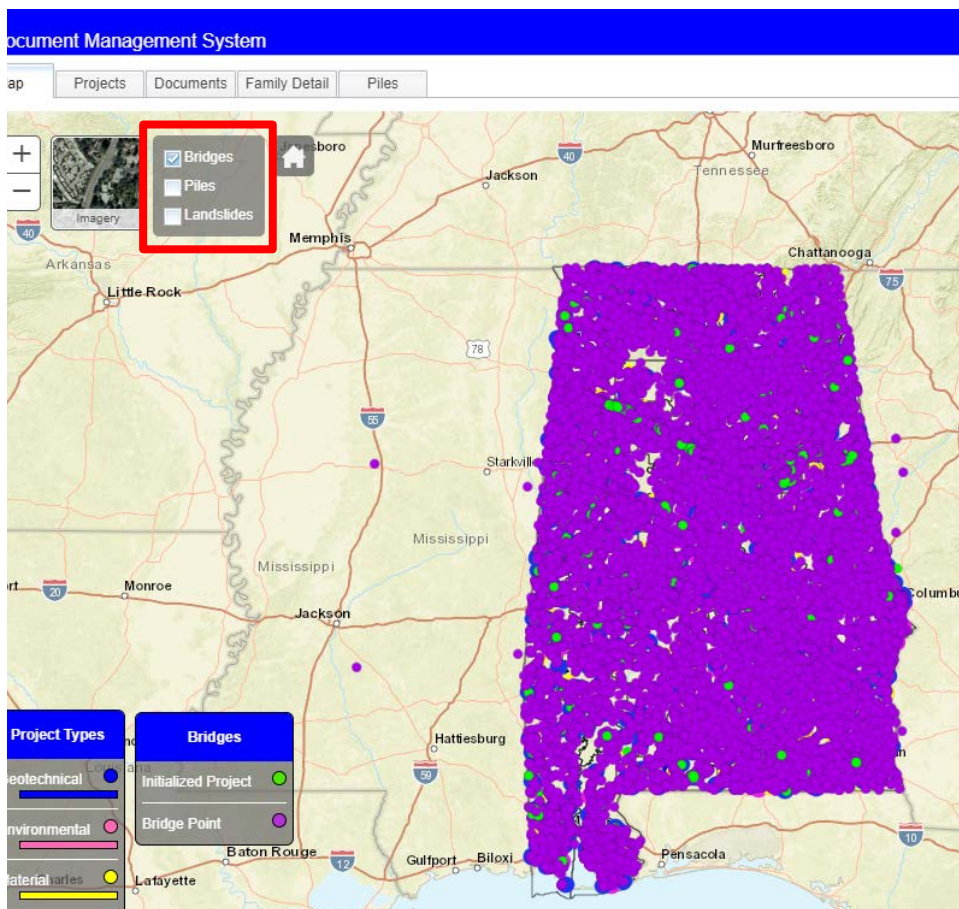 ocument Management System
ap
Projects
Documents
Family Detail
Piles
+
−
Imagery
Bridges
Piles
Landslides
esboro
40
Murfreesboro
Jackson
Tennessee
40
Memphis
Arkansas
Chattanooga
75
Little Rock
78
55
Starkville
Mississippi
Mississippi
20
Monroe
Columbu
Jackson
Project Types
Bridges
Hattiesburg
eotechnical
Initialized Project
59
nvironmental
Bridge Point
10
Baton Rouge
12
Gulfport
Biloxi
Pensacola
aterial
arles
Lafayette